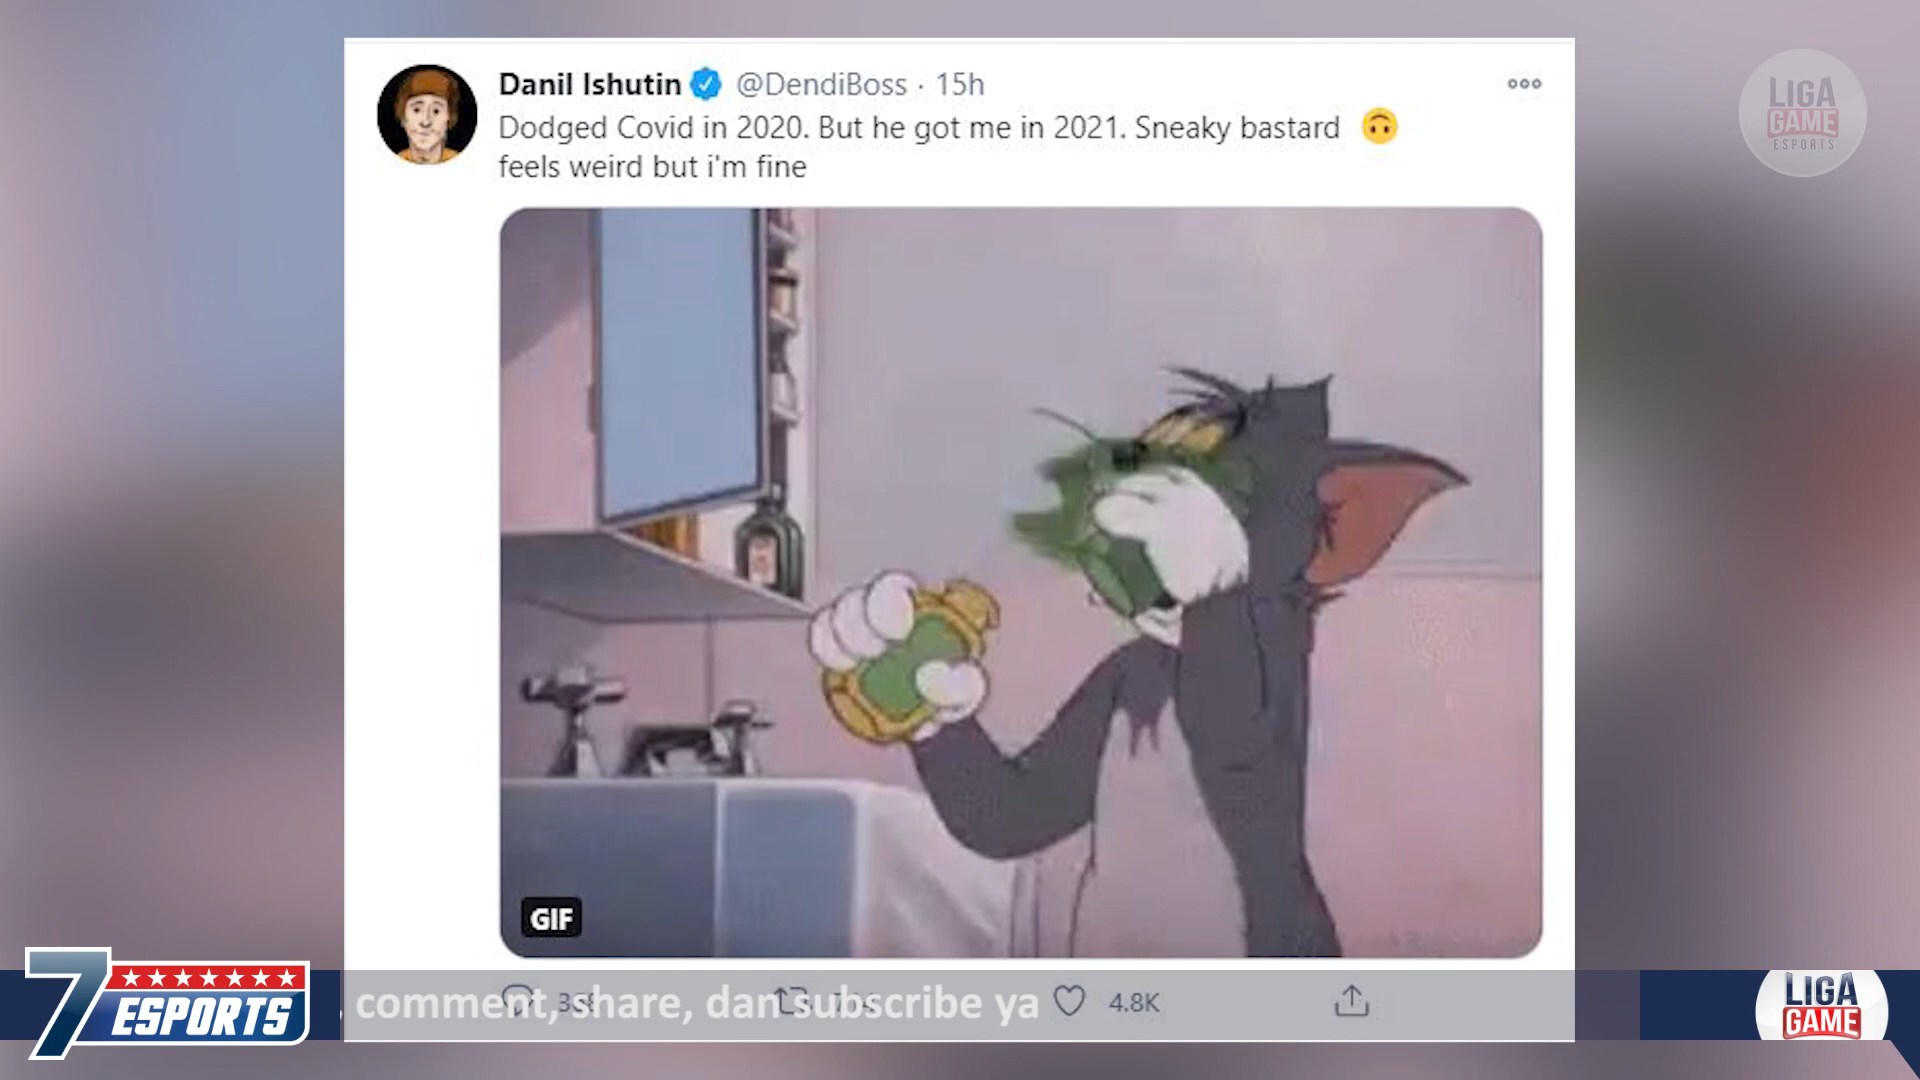 Danil Ishutin @DendiBoss · 15h
Dodged Covid in 2020. But he got me in 2021. Sneaky bastard 🙃
feels weird but i'm fine
LIGA
GAME
ESPORTS
GIF
, comment, share, dan subscribe ya
4.8K
7
ESPORTS
LIGA
GAME